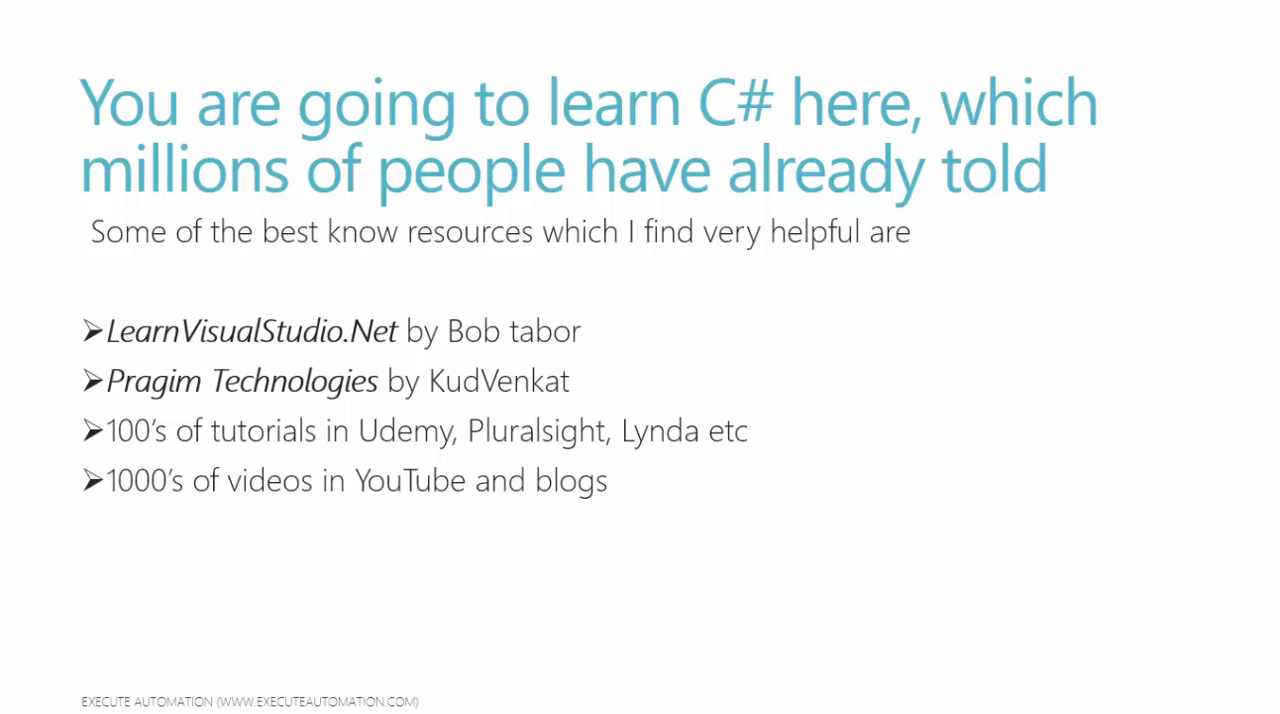 You are going to learn C# here, which
millions of people have already told
Some of the best know resources which I find very helpful are
➢LearnVisualStudio.Net by Bob tabor
➢Pragim Technologies by KudVenkat
➢100’s of tutorials in Udemy, Pluralsight, Lynda etc
➢1000’s of videos in YouTube and blogs
EXECUTE AUTOMATION (WWW.EXECUTEAUTOMATION.COM)